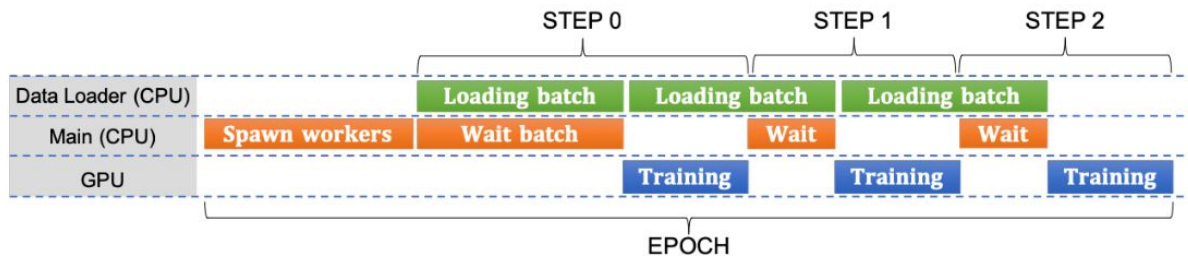 STEP 0 STEP 1 STEP 2
Data Loader (CPU) Loading batch Loading batch Loading batch
Main (CPU) Spawn workers Wait batch Wait Wait
GPU Training Training Training
EPOCH